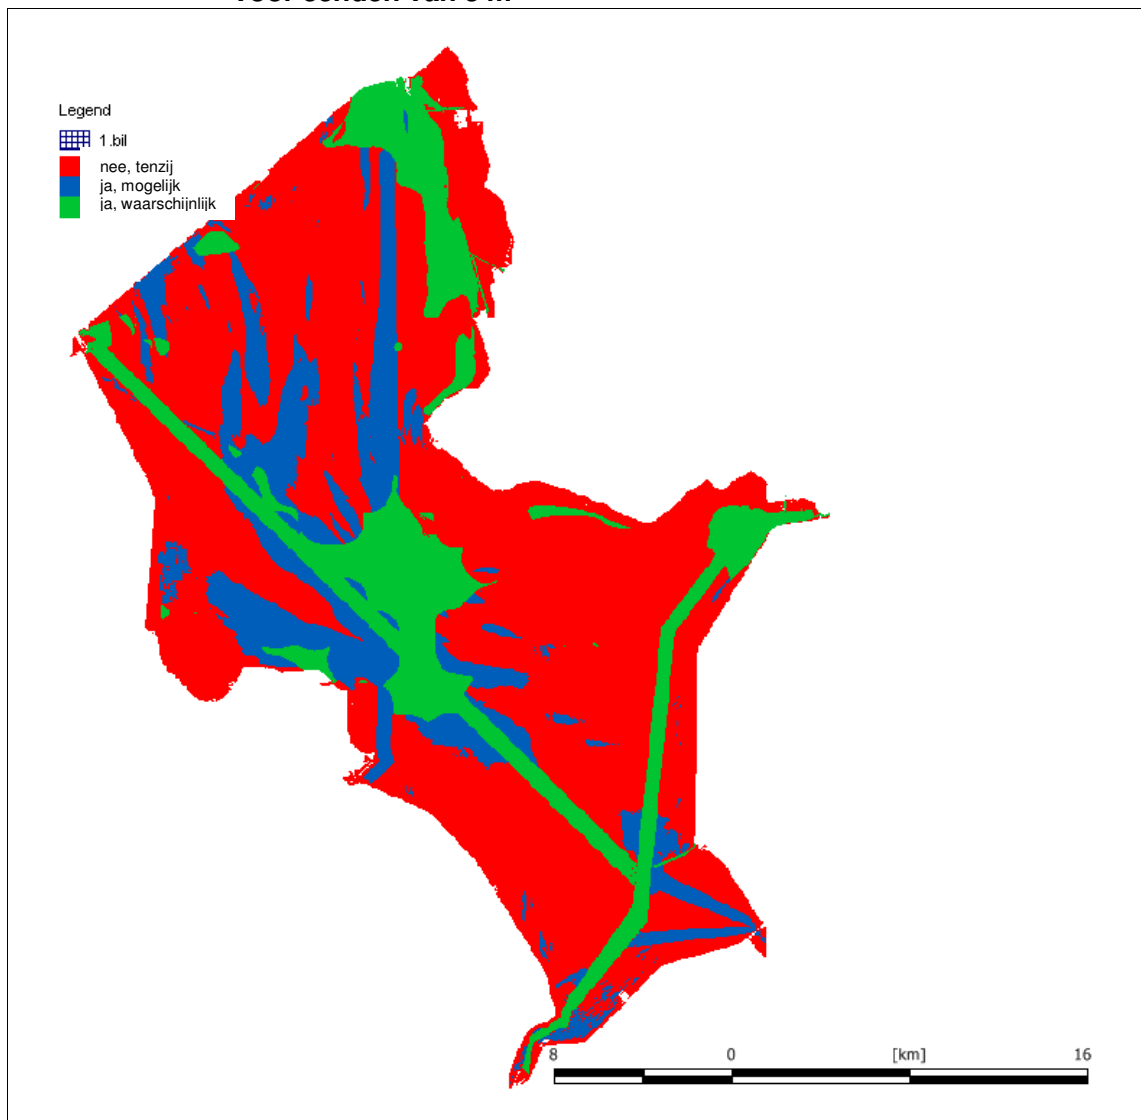 Legend
1.bil
nee, tenzij
ja, mogelijk
ja, waarschijnlijk
8 0 [km] 16